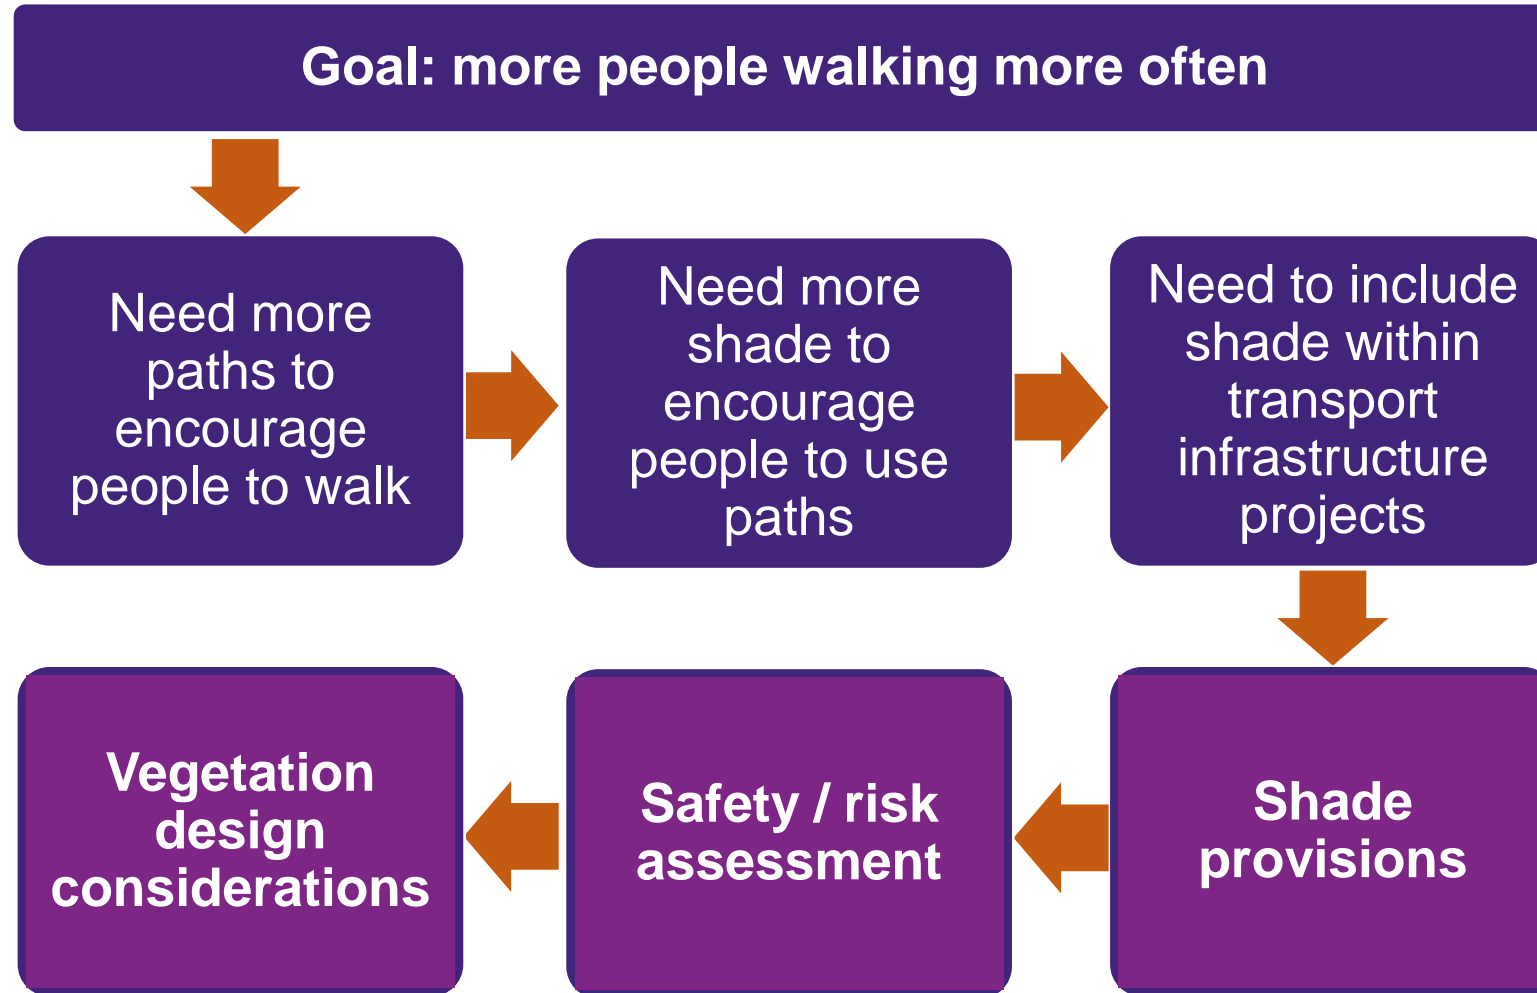 Goal: more people walking more often
Need more
paths to
encourage
people to walk
Need more
shade to
encourage
people to use
paths
Need to include
shade within
transport
infrastructure
projects
Vegetation
design
considerations
Safety / risk
assessment
Shade
provisions